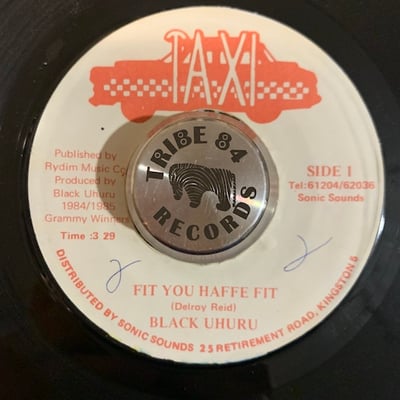 TAXI
TRIBE 84
RECORDS
Published by
Rydim Music Co
Produced by
Black Uhuru
1984/1985
Grammy Winners
Time :3 29
SIDE 1
Tel:61204/62036
Sonic Sounds
FIT YOU HAFFE FIT
(Delroy Reid)
BLACK UHURU
DISTRIBUTED BY SONIC SOUNDS 25 RETIREMENT ROAD, KINGSTON 5